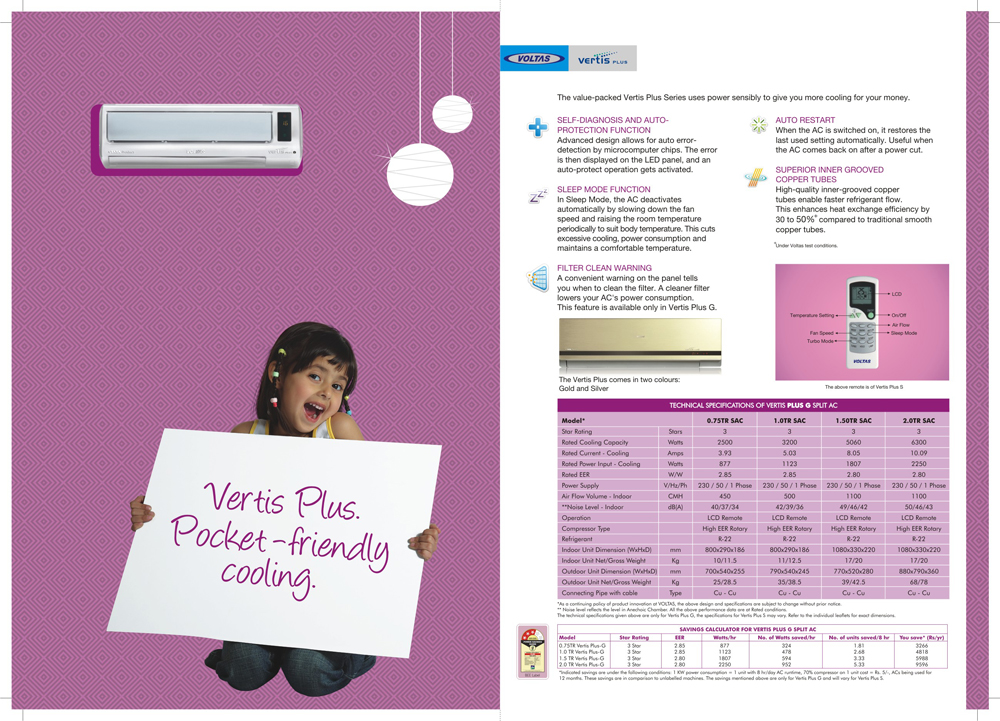 Vertis Plus.
Pocket-friendly
cooling.
VOLTAS
vertis PLUS
The value-packed Vertis Plus Series uses power sensibly to give you more cooling for your money.
SELF-DIAGNOSIS AND AUTO-
PROTECTION FUNCTION
Advanced design allows for auto error-
detection by microcomputer chips. The error
is then displayed on the LED panel, and an
auto-protect operation gets activated.
SLEEP MODE FUNCTION
In Sleep Mode, the AC deactivates
automatically by slowing down the fan
speed and raising the room temperature
periodically to suit body temperature. This cuts
excessive cooling, power consumption and
maintains a comfortable temperature.
FILTER CLEAN WARNING
A convenient warning on the panel tells
you when to clean the filter. A cleaner filter
lowers your AC's power consumption.
This feature is available only in Vertis Plus G.
The Vertis Plus comes in two colours:
Gold and Silver
AUTO RESTART
When the AC is switched on, it restores the
last used setting automatically. Useful when
the AC comes back on after a power cut.
SUPERIOR INNER GROOVED
COPPER TUBES
High-quality inner-grooved copper
tubes enable faster refrigerant flow.
This enhances heat exchange efficiency by
30 to 50%# compared to traditional smooth
copper tubes.
#Under Voltas test conditions.
LCD
Temperature Setting
On/Off
Air Flow
Fan Speed
Sleep Mode
Turbo Mode
VOLTAS
The above remote is of Vertis Plus S
TECHNICAL SPECIFICATIONS OF VERTIS PLUS G SPLIT AC
Model* 0.75TR SAC 1.0TR SAC 1.50TR SAC 2.0TR SAC
Star Rating Stars 3 3 3 3
Rated Cooling Capacity Watts 2500 3200 5060 6300
Rated Current - Cooling Amps 3.93 5.03 8.05 10.09
Rated Power Input - Cooling Watts 877 1123 1807 2250
Rated EER W/W 2.85 2.85 2.80 2.80
Power Supply V/Hz/Ph 230 / 50 / 1 Phase 230 / 50 / 1 Phase 230 / 50 / 1 Phase 230 / 50 / 1 Phase
Air Flow Volume - Indoor CMH 450 500 1100 1100
**Noise Level - Indoor dB(A) 40/37/34 42/39/36 49/46/42 50/46/43
Operation LCD Remote LCD Remote LCD Remote LCD Remote
Compressor Type High EER Rotary High EER Rotary High EER Rotary High EER Rotary
Refrigerant R-22 R-22 R-22 R-22
Indoor Unit Dimension (WxHxD) mm 800x290x186 800x290x186 1080x330x220 1080x330x220
Indoor Unit Net/Gross Weight Kg 10/11.5 11/12.5 17/20 17/20
Outdoor Unit Dimension (WxHxD) mm 700x540x255 790x540x245 770x520x280 880x790x360
Outdoor Unit Net/Gross Weight Kg 25/28.5 35/38.5 39/42.5 68/78
Connecting Pipe with cable Type Cu - Cu Cu - Cu Cu - Cu Cu - Cu
*As a continuing policy of product innovation at VOLTAS, the above design and specifications are subject to change without prior notice.
** Noise level reflects the level in Anechoic Chamber. All the above performance data are at Rated conditions.
The technical specifications given above are only for Vertis Plus G, the specifications for Vertis Plus S may vary. Refer to the individual leaflets for exact dimensions.
SAVINGS CALCULATOR FOR VERTIS PLUS G SPLIT AC
Model Star Rating EER Watts/hr No. of Watts saved/hr No. of units saved/8 hr You save* (Rs/yr)
0.75TR Vertis Plus-G 3 Star 2.85 877 324 1.81 3266
1.0 TR Vertis Plus-G 3 Star 2.85 1123 478 2.68 4818
1.5 TR Vertis Plus-G 3 Star 2.80 1807 594 3.33 5988
2.0 TR Vertis Plus-G 3 Star 2.80 2250 952 5.33 9596
*Indicated savings are under the following conditions: 1 KW power consumption = 1 unit with 8 hr/day AC runtime, 70% compressor on 1 unit cost = Rs. 5/-, ACs being used for
12 months. These savings are in comparison to unlabelled machines. The savings mentioned above are only for Vertis Plus G and will vary for Vertis Plus S.